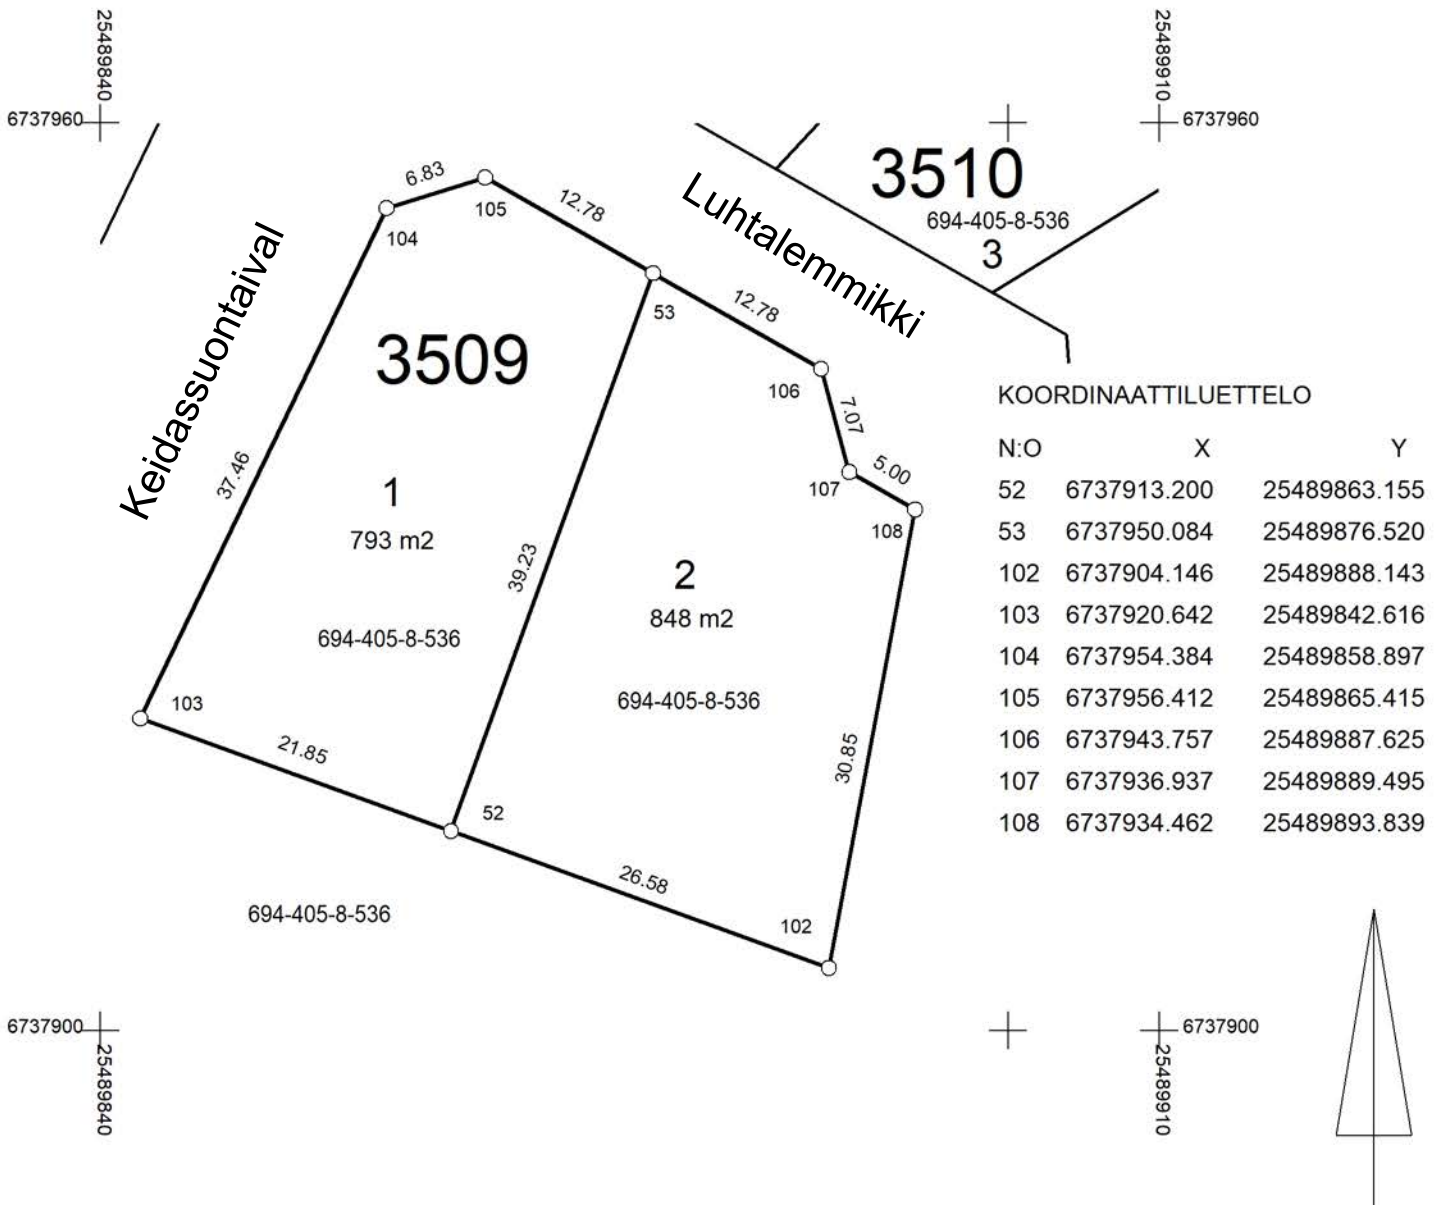 25489840
25489910
6737960
6737960
6.83
105
12.78
104
Keidassuontaival
Luhtalemmikki
3510
694-405-8-536
3
53
12.78
3509
106
7.07
107
5.00
108
37.46
1
793 m2
39.23
2
848 m2
694-405-8-536
694-405-8-536
103
21.85
52
30.85
26.58
102
694-405-8-536
KOORDINAATTILUETTELO
N:O X Y
52 6737913.200 25489863.155
53 6737950.084 25489876.520
102 6737904.146 25489888.143
103 6737920.642 25489842.616
104 6737954.384 25489858.897
105 6737956.412 25489865.415
106 6737943.757 25489887.625
107 6737936.937 25489889.495
108 6737934.462 25489893.839
6737900
6737900
25489840
25489910